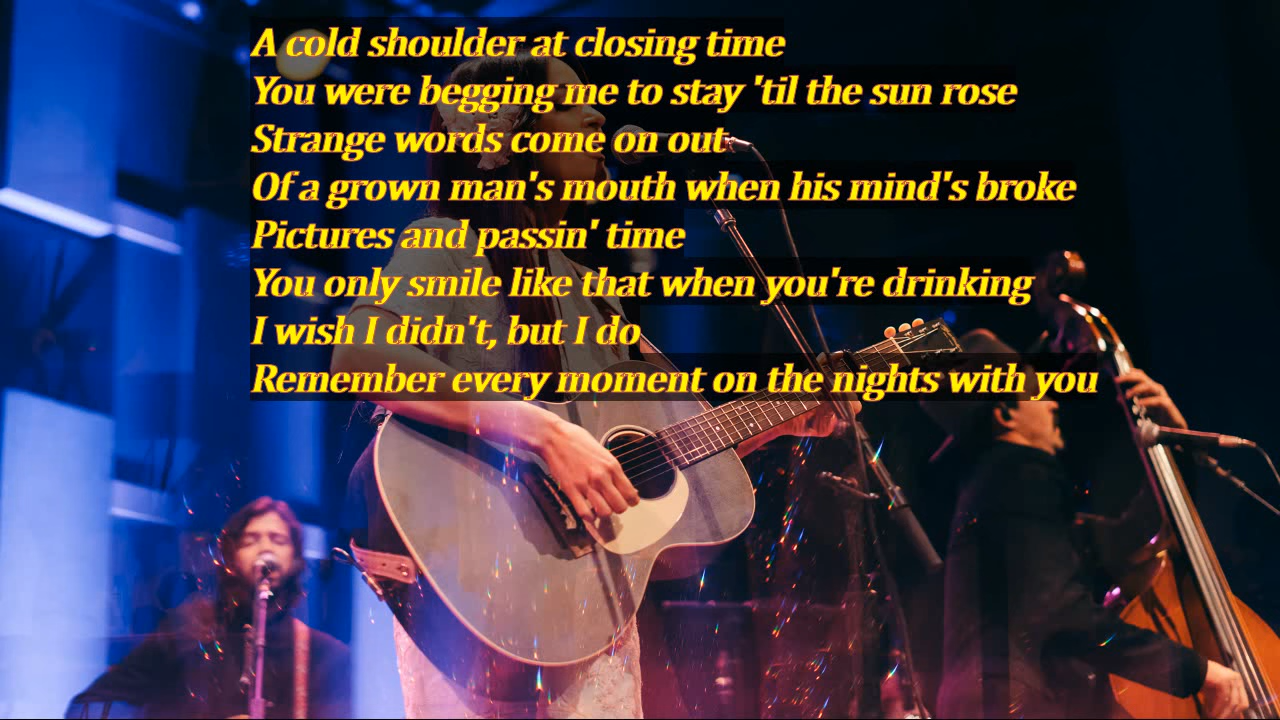 A cold shoulder at closing time
You were begging me to stay 'til the sun rose
Strange words come on out
Of a grown man's mouth when his mind's broke
Pictures and passin' time
You only smile like that when you're drinking
I wish I didn't, but I do
Remember every moment on the nights with you